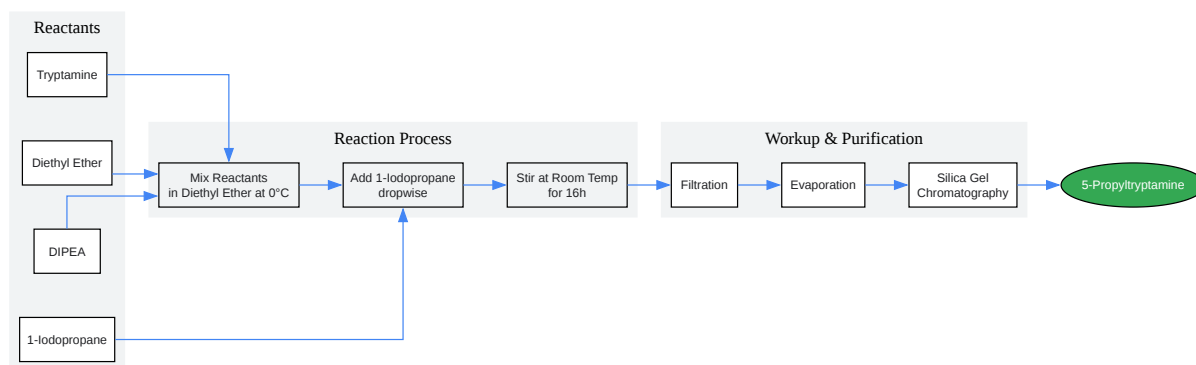 Reactants
Tryptamine
Diethyl Ether
DIPEA
1-Iodopropane
Reaction Process
Mix Reactants
in Diethyl Ether at 0°C
Add 1-Iodopropane
dropwise
Stir at Room Temp
for 16h
Workup & Purification
Filtration
Evaporation
Silica Gel
Chromatography
5-Propyltryptamine